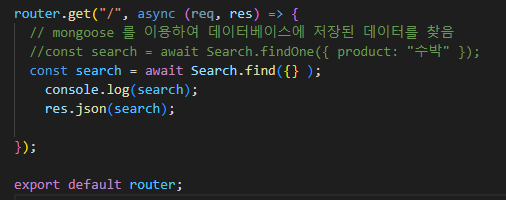 router.get("/", async (req, res) => {
// mongoose 를 이용하여 데이터베이스에 저장된 데이터를 찾음
//const search = await Search.findOne({ product: "수박" });
const search = await Search.find({} );
console.log(search);
res.json(search);
});
export default router;